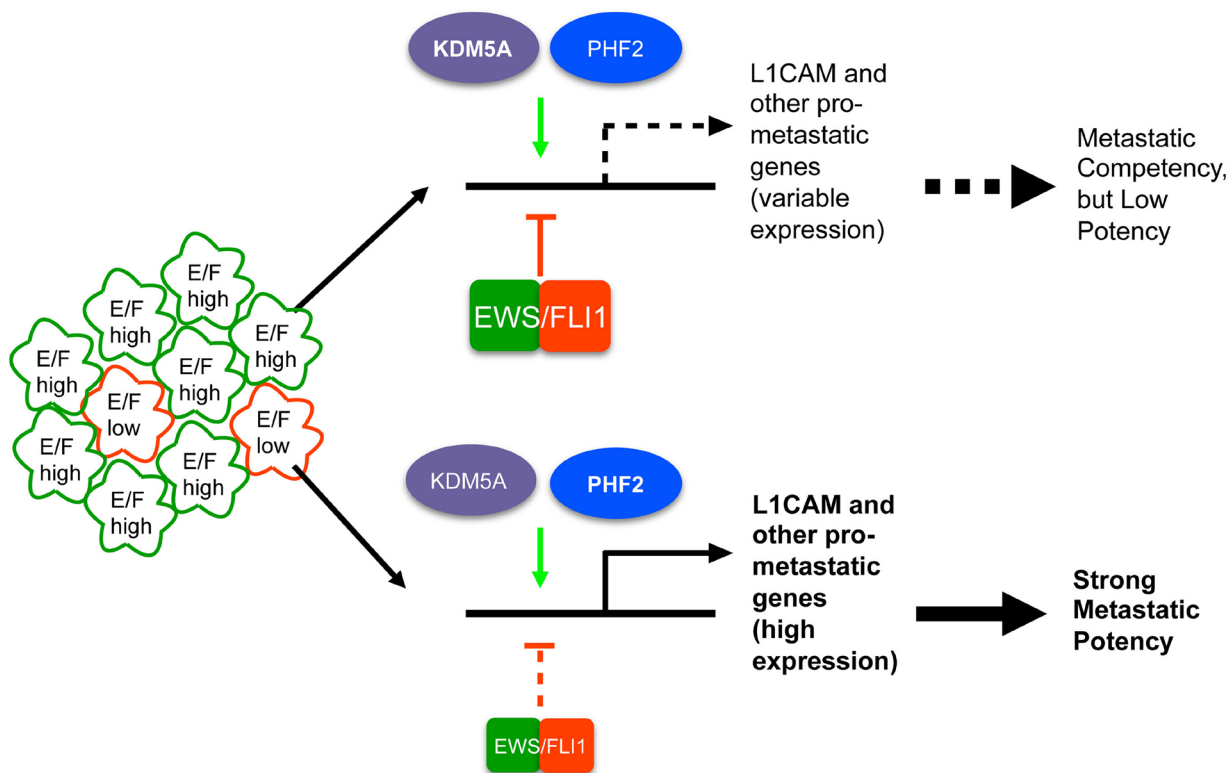 KDM5A
PHF2
L1CAM and
other pro-
metastatic
genes
(variable
expression)
Metastatic
Competency,
but Low
Potency
EWS/FLI1
E/F
high
E/F
high
E/F
high
E/F
high
E/F
high
E/F
low
E/F
low
E/F
high
E/F
high
E/F
high
KDM5A
PHF2
L1CAM and
other pro-
metastatic
genes
(high
expression)
Strong
Metastatic
Potency
EWS/FLI1